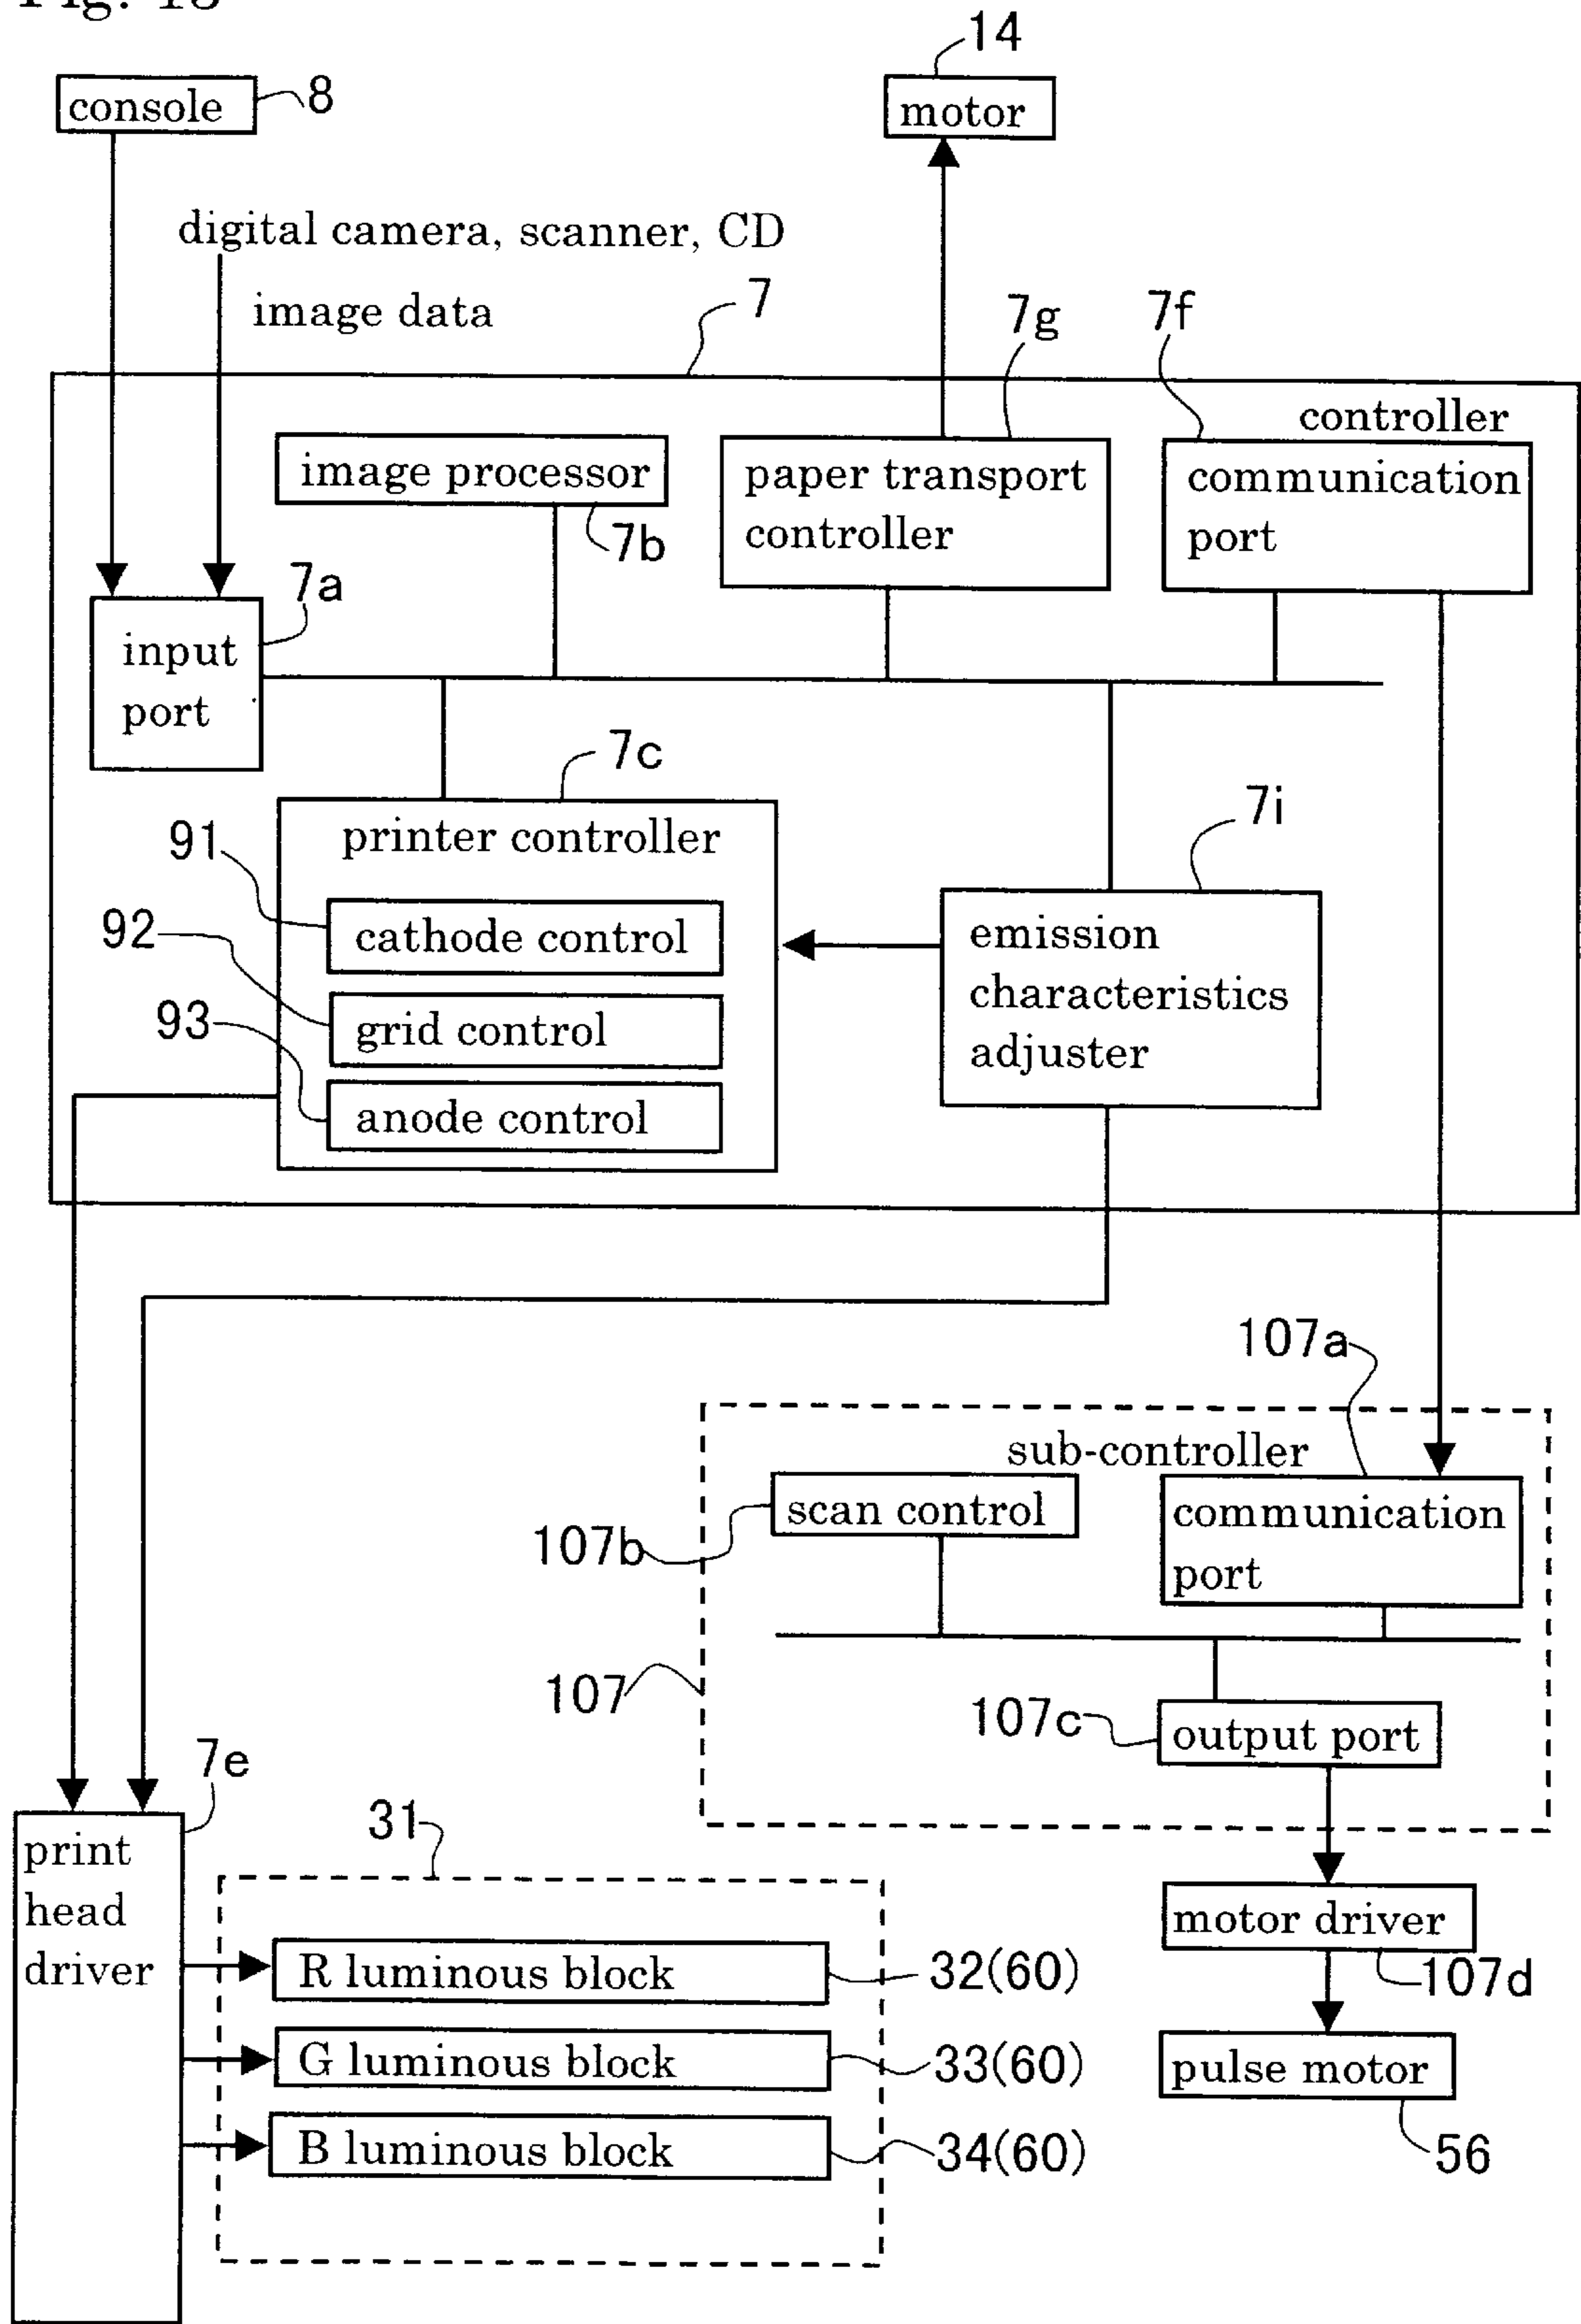 Fig. 13
14
console
8
motor
digital camera, scanner, CD
image data
7
7g
7f
controller
image processor
paper transport
controller
communication
port
7b
7a
input
port
7c
7i
printer controller
91
cathode control
92
grid control
93
anode control
emission
characteristics
adjuster
107a
sub-controller
scan control
communication
port
107b
107
107c
output port
7e
31
print
head
driver
motor driver
107d
R luminous block
32(60)
G luminous block
33(60)
pulse motor
B luminous block
34(60)
56